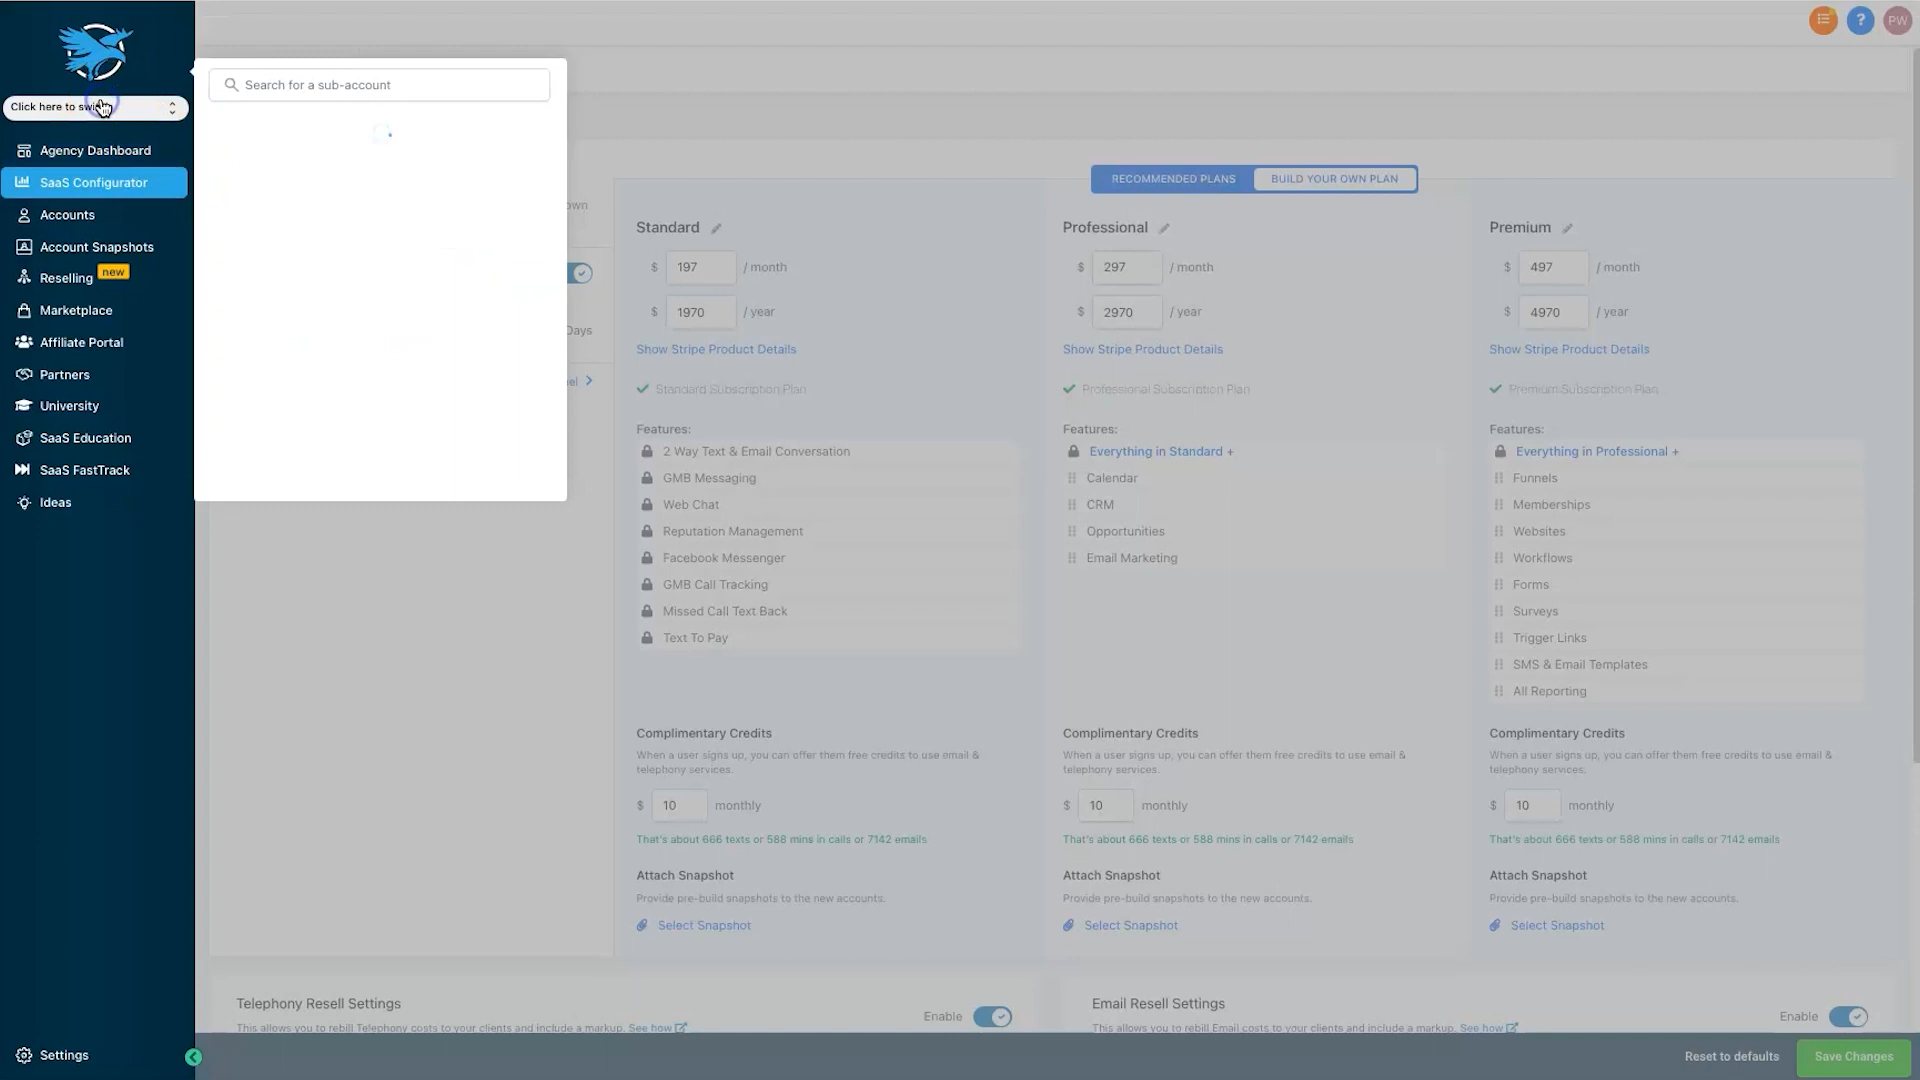 PW
Click here to switch
Search for a sub-account
Agency Dashboard
SaaS Configurator
Accounts
Account Snapshots
Reselling new
Marketplace
Affiliate Portal
Partners
University
SaaS Education
SaaS FastTrack
Ideas
Settings
own
Days
el
RECOMMENDED PLANS BUILD YOUR OWN PLAN
Standard
$ 197 / month
$ 1970 / year
Show Stripe Product Details
Standard Subscription Plan
Features:
2 Way Text & Email Conversation
GMB Messaging
Web Chat
Reputation Management
Facebook Messenger
GMB Call Tracking
Missed Call Text Back
Text To Pay
Complimentary Credits
When a user signs up, you can offer them free credits to use email &
telephony services.
$ 10 monthly
That's about 666 texts or 588 mins in calls or 7142 emails
Attach Snapshot
Provide pre-build snapshots to the new accounts.
Select Snapshot
Professional
$ 297 / month
$ 2970 / year
Show Stripe Product Details
Professional Subscription Plan
Features:
Everything in Standard +
Calendar
CRM
Opportunities
Email Marketing
Complimentary Credits
When a user signs up, you can offer them free credits to use email &
telephony services.
$ 10 monthly
That's about 666 texts or 588 mins in calls or 7142 emails
Attach Snapshot
Provide pre-build snapshots to the new accounts.
Select Snapshot
Premium
$ 497 / month
$ 4970 / year
Show Stripe Product Details
Premium Subscription Plan
Features:
Everything in Professional +
Funnels
Memberships
Websites
Workflows
Forms
Surveys
Trigger Links
SMS & Email Templates
All Reporting
Complimentary Credits
When a user signs up, you can offer them free credits to use email &
telephony services.
$ 10 monthly
That's about 666 texts or 588 mins in calls or 7142 emails
Attach Snapshot
Provide pre-build snapshots to the new accounts.
Select Snapshot
Telephony Resell Settings
Enable
This allows you to rebill Telephony costs to your clients and include a markup. See how
Email Resell Settings
Enable
This allows you to rebill Email costs to your clients and include a markup. See how
Reset to defaults Save Changes